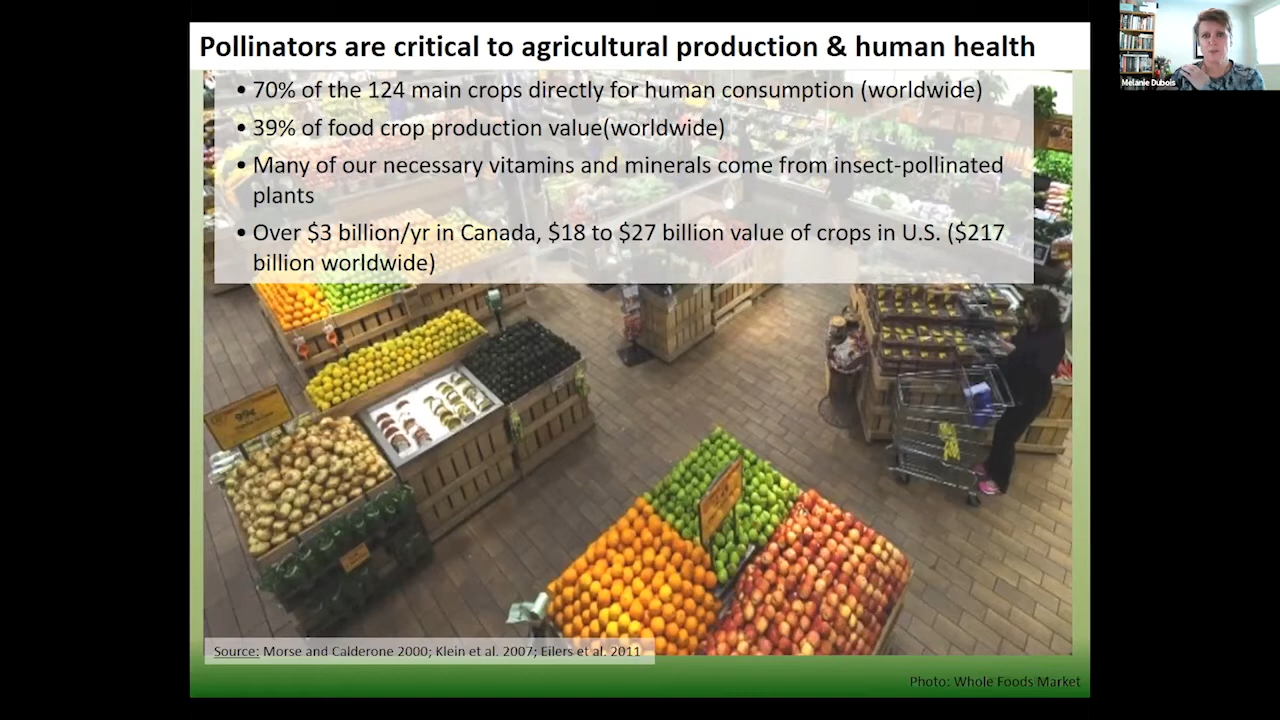 Pollinators are critical to agricultural production & human health
• 70% of the 124 main crops directly for human consumption (worldwide)
• 39% of food crop production value(worldwide)
• Many of our necessary vitamins and minerals come from insect-pollinated
plants
• Over $3 billion/yr in Canada, $18 to $27 billion value of crops in U.S. ($217
billion worldwide)
Melanie Dubois
99¢
Source: Morse and Calderone 2000; Klein et al. 2007; Eilers et al. 2011
Photo: Whole Foods Market